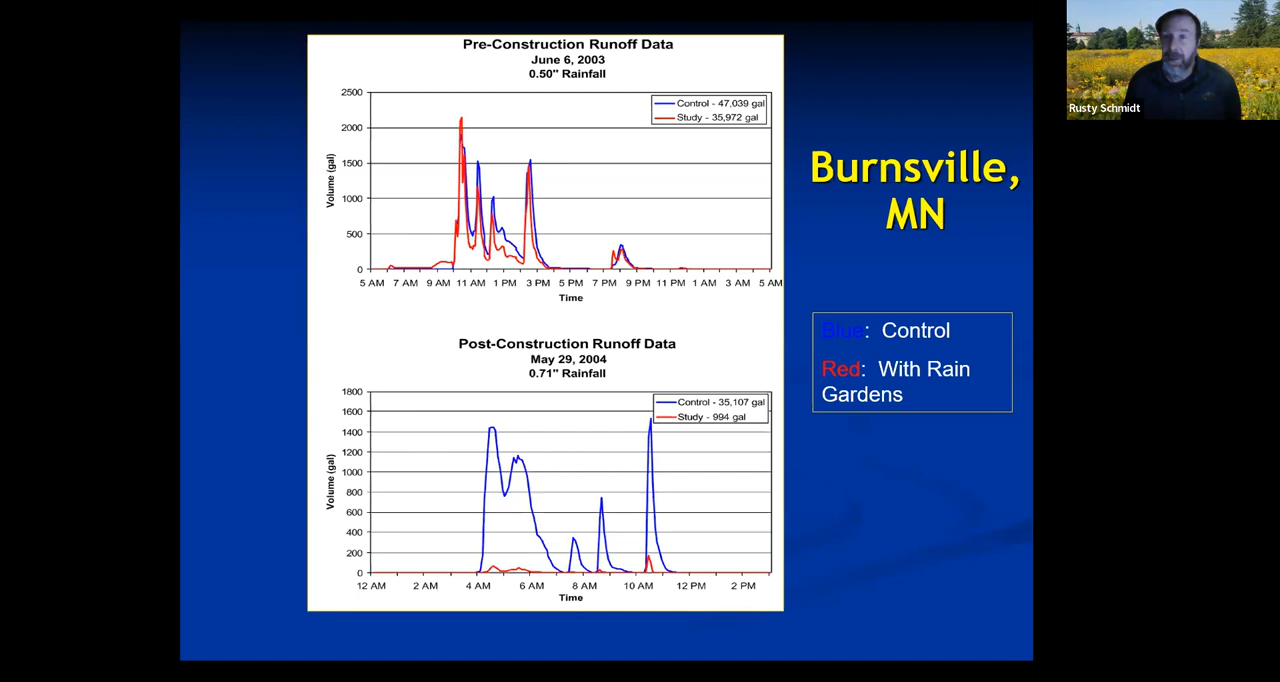 Pre-Construction Runoff Data
June 6, 2003
0.50" Rainfall
2500
2000
1500
1000
500
0
Volume (gal)
Control - 47,039 gal
Study - 35,972 gal
5 AM 7 AM 9 AM 11 AM 1 PM 3 PM 5 PM 7 PM 9 PM 11 PM 1 AM 3 AM 5 AM
Time
Post-Construction Runoff Data
May 29, 2004
0.71" Rainfall
1800
1600
1400
1200
1000
800
600
400
200
0
Volume (gal)
Control - 35,107 gal
Study - 994 gal
12 AM 2 AM 4 AM 6 AM 8 AM 10 AM 12 PM 2 PM
Time
Burnsville,
MN
Blue: Control
Red: With Rain
Gardens
Rusty Schmidt